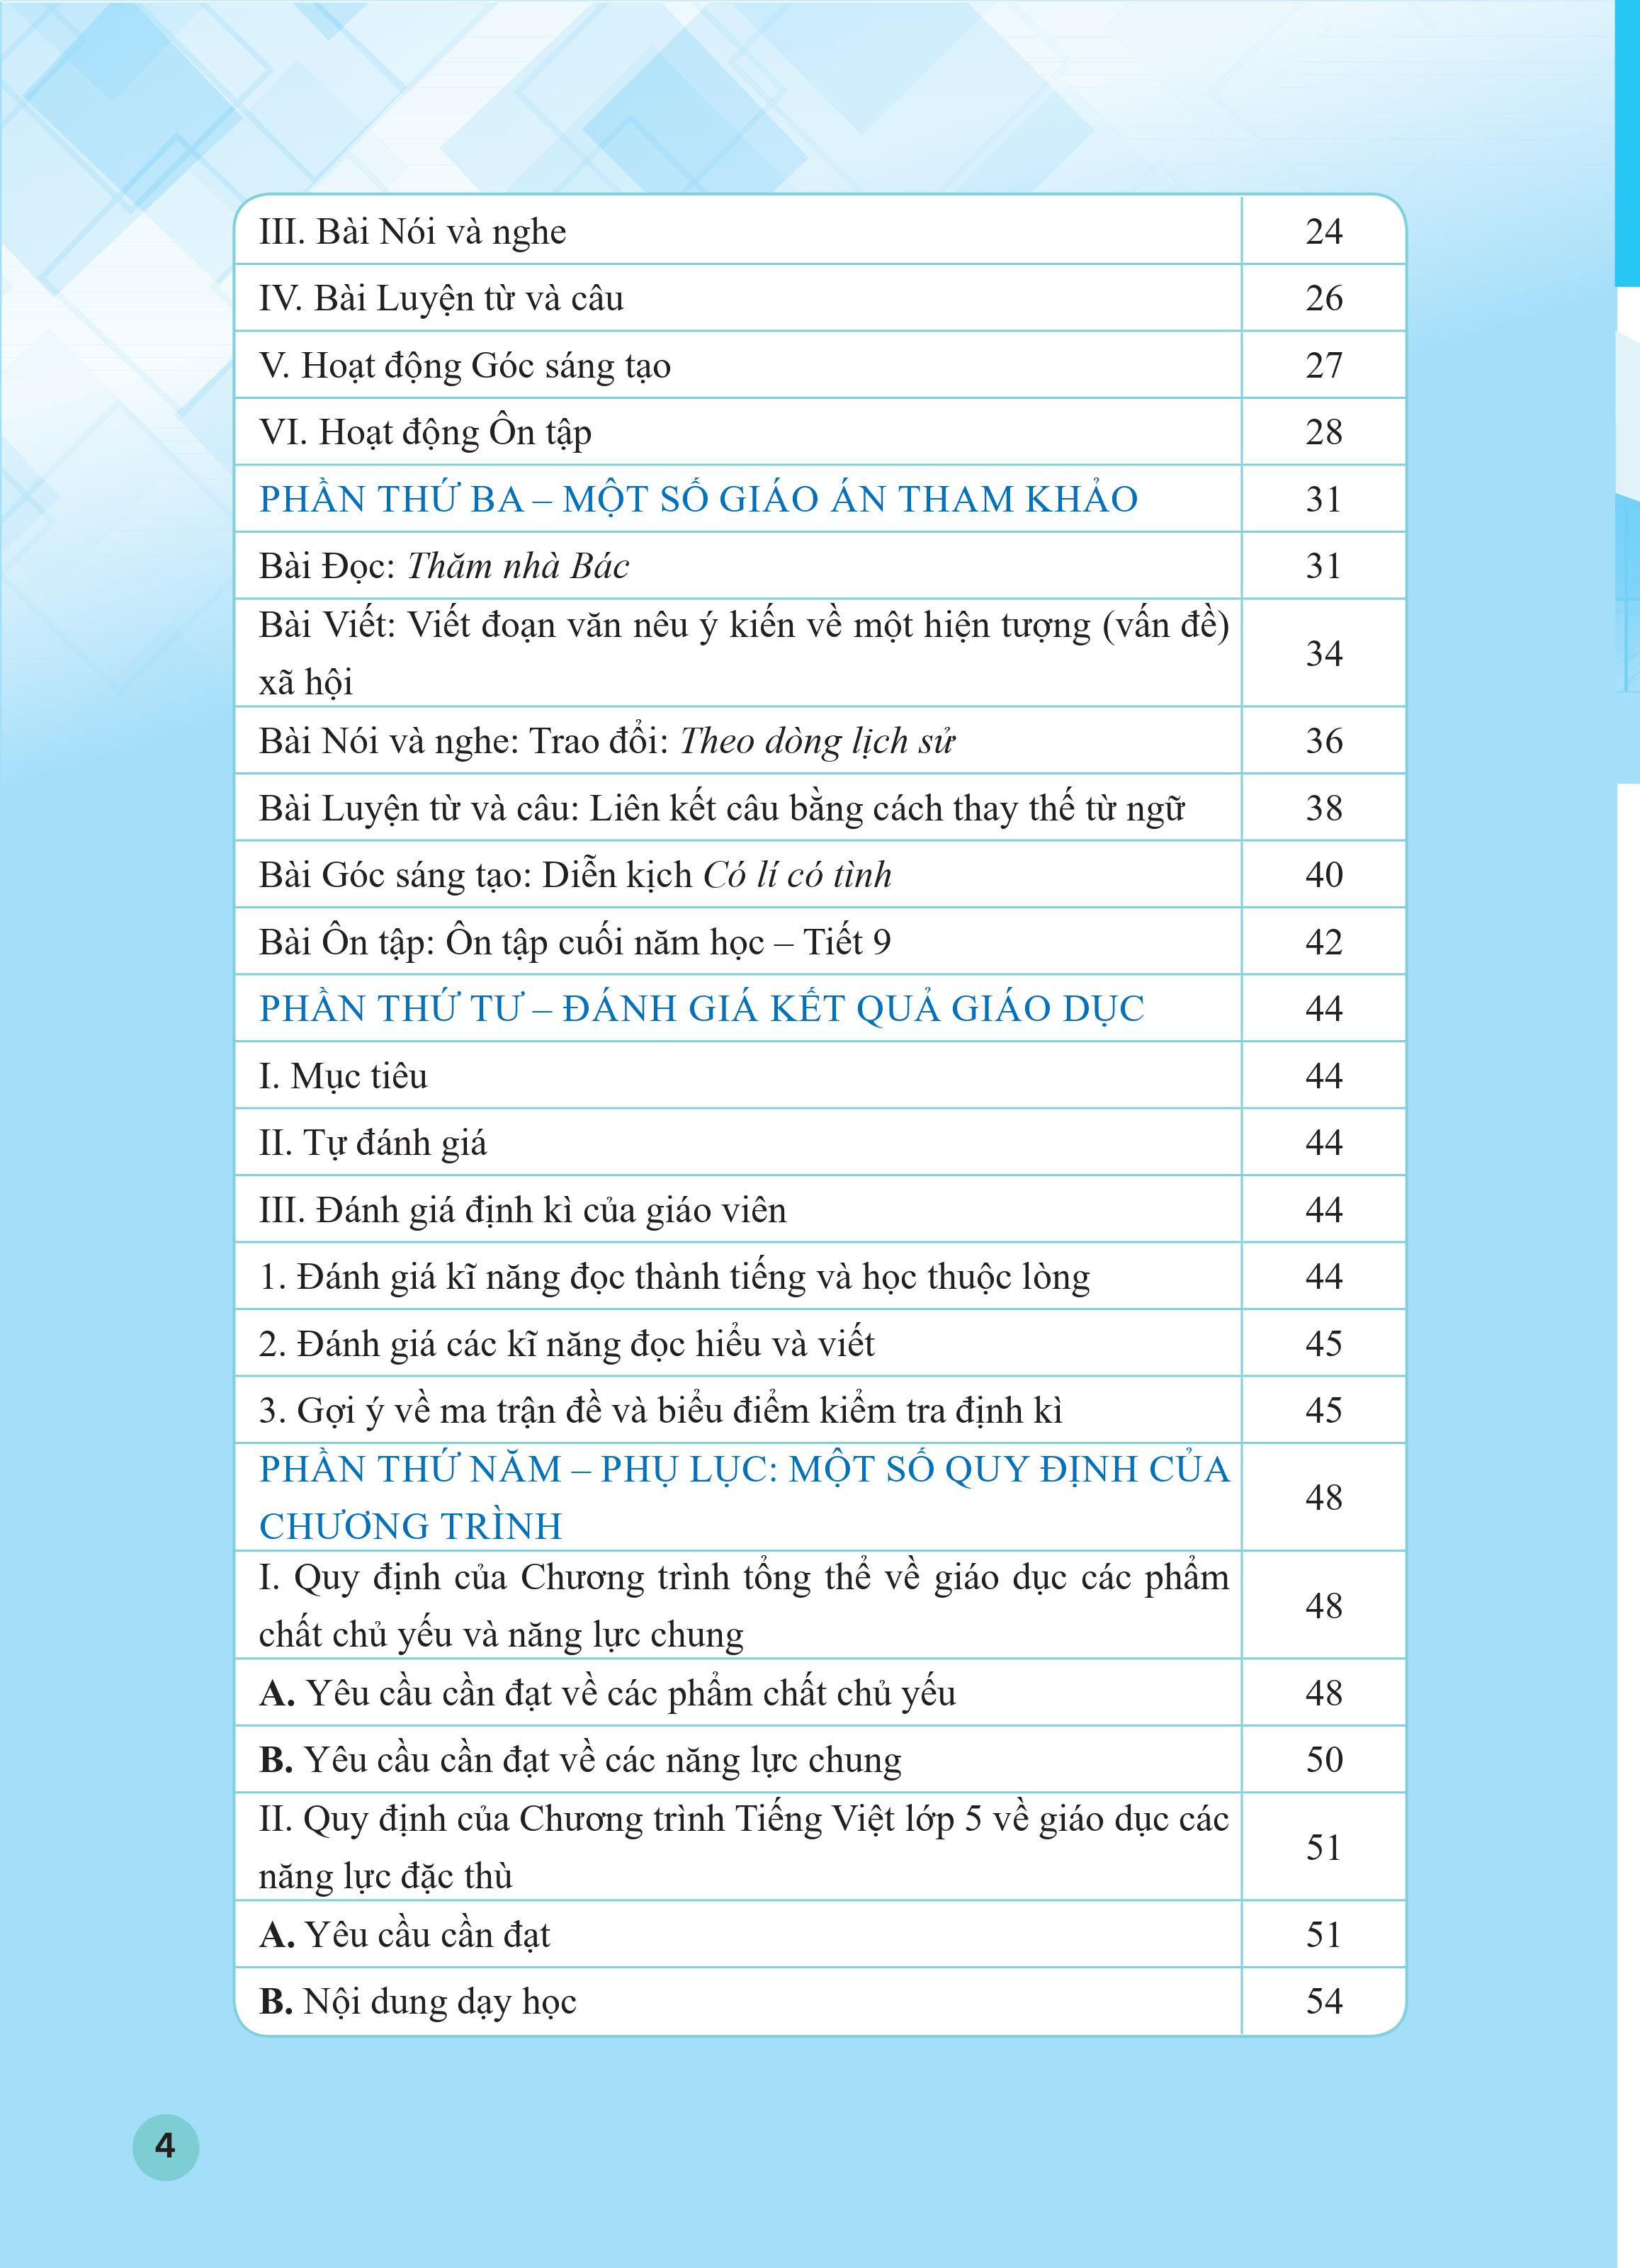 III. Bài Nói và nghe 24
IV. Bài Luyện từ và câu 26
V. Hoạt động Góc sáng tạo 27
VI. Hoạt động Ôn tập 28
PHẦN THỨ BA – MỘT SỐ GIÁO ÁN THAM KHẢO 31
Bài Đọc: Thăm nhà Bác 31
Bài Viết: Viết đoạn văn nêu ý kiến về một hiện tượng (vấn đề)
xã hội 34
Bài Nói và nghe: Trao đổi: Theo dòng lịch sử 36
Bài Luyện từ và câu: Liên kết câu bằng cách thay thế từ ngữ 38
Bài Góc sáng tạo: Diễn kịch Có lí có tình 40
Bài Ôn tập: Ôn tập cuối năm học – Tiết 9 42
PHẦN THỨ TƯ – ĐÁNH GIÁ KẾT QUẢ GIÁO DỤC 44
I. Mục tiêu 44
II. Tự đánh giá 44
III. Đánh giá định kì của giáo viên 44
1. Đánh giá kĩ năng đọc thành tiếng và học thuộc lòng 44
2. Đánh giá các kĩ năng đọc hiểu và viết 45
3. Gợi ý về ma trận đề và biểu điểm kiểm tra định kì 45
PHẦN THỨ NĂM – PHỤ LỤC: MỘT SỐ QUY ĐỊNH CỦA
CHƯƠNG TRÌNH 48
I. Quy định của Chương trình tổng thể về giáo dục các phẩm
chất chủ yếu và năng lực chung 48
A. Yêu cầu cần đạt về các phẩm chất chủ yếu 48
B. Yêu cầu cần đạt về các năng lực chung 50
II. Quy định của Chương trình Tiếng Việt lớp 5 về giáo dục các
năng lực đặc thù 51
A. Yêu cầu cần đạt 51
B. Nội dung dạy học 54
4